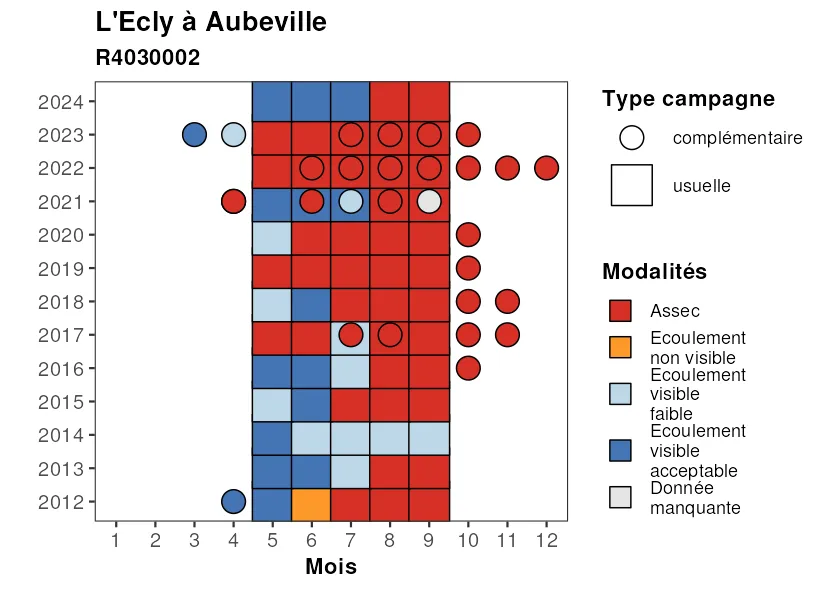 L'Ecly à Aubeville
R4030002
2024
2023
2022
2021
2020
2019
2018
2017
2016
2015
2014
2013
2012
1 2 3 4 5 6 7 8 9 10 11 12
Mois
Type campagne
complémentaire
usuelle
Modalités
Assec
Ecoulement
non visible
Ecoulement
visible
faible
Ecoulement
visible
acceptable
Donnée
manquante